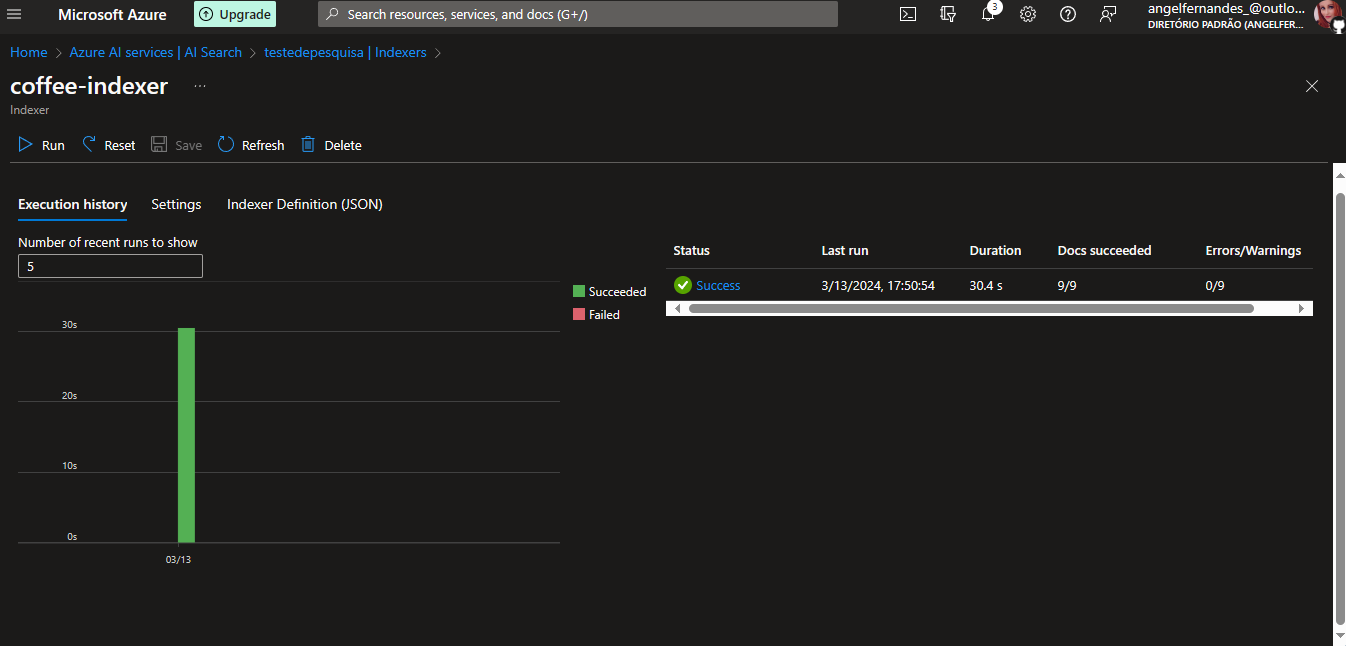 Microsoft Azure
Upgrade
Search resources, services, and docs (G+/)
3
angelfernandes_@outlo...
DIRETÓRIO PADRÃO (ANGELFER...
Home > Azure AI services | AI Search > testedepesquisa | Indexers >
coffee-indexer ...
Indexer
Run Reset Save Refresh Delete
Execution history Settings Indexer Definition (JSON)
Number of recent runs to show
5
Succeeded
Failed
30s
20s
10s
0s
03/13
Status Last run Duration Docs succeeded Errors/Warnings
Success 3/13/2024, 17:50:54 30.4 s 9/9 0/9